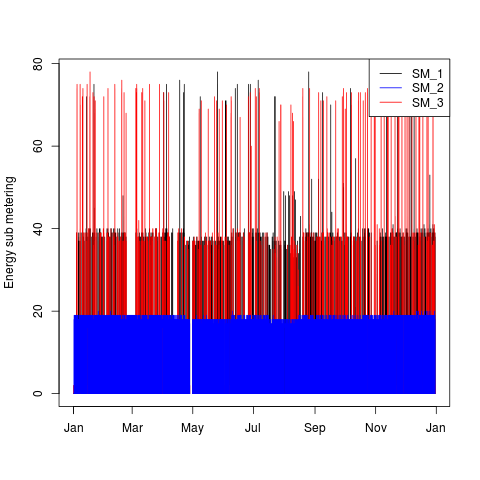 80
60
40
20
0
Energy sub metering
SM_1
SM_2
SM_3
Jan Mar May Jul Sep Nov Jan